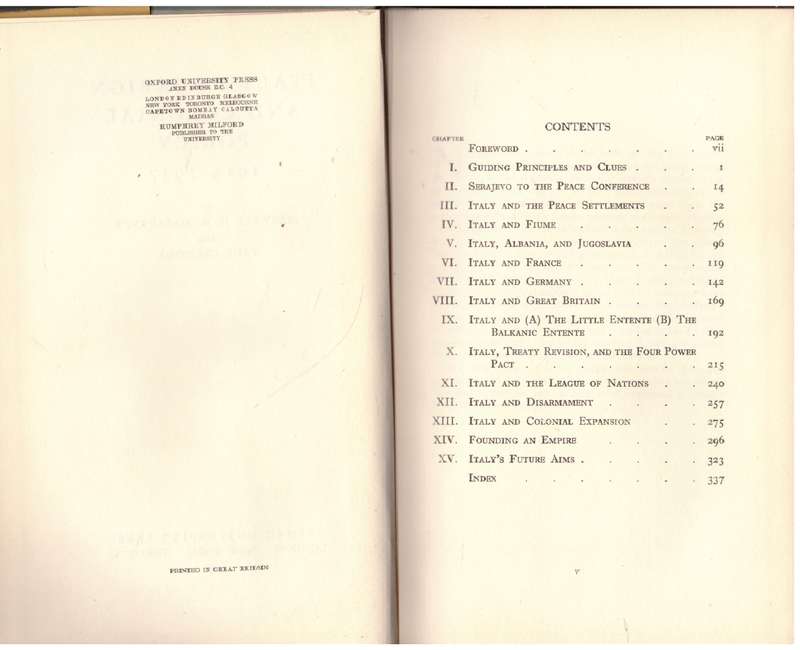 OXFORD UNIVERSITY PRESS
AMEN HOUSE E.C. 4
LONDON EDINBURGH GLASGOW
NEW YORK TORONTO MELBOURNE
CAPETOWN BOMBAY CALCUTTA
MADRAS
HUMPHREY MILFORD
PUBLISHER TO THE
UNIVERSITY
PRINTED IN GREAT BRITAIN
CONTENTS
CHAPTER PAGE
FOREWORD . . . . . . . vii
I. GUIDING PRINCIPLES AND CLUES . . . 1
II. SERAJEVO TO THE PEACE CONFERENCE . . 14
III. ITALY AND THE PEACE SETTLEMENTS . . 52
IV. ITALY AND FIUME . . . . . 76
V. ITALY, ALBANIA, AND JUGOSLAVIA . . 96
VI. ITALY AND FRANCE . . . . . 119
VII. ITALY AND GERMANY . . . . . 142
VIII. ITALY AND GREAT BRITAIN . . . . 169
IX. ITALY AND (A) THE LITTLE ENTENTE (B) THE
BALKANIC ENTENTE . . . . 192
X. ITALY, TREATY REVISION, AND THE FOUR POWER
PACT . . . . . . . 215
XI. ITALY AND THE LEAGUE OF NATIONS . . 240
XII. ITALY AND DISARMAMENT . . . . 257
XIII. ITALY AND COLONIAL EXPANSION . . 275
XIV. FOUNDING AN EMPIRE . . . . 296
XV. ITALY'S FUTURE AIMS . . . . . 323
INDEX . . . . . . . 337
v